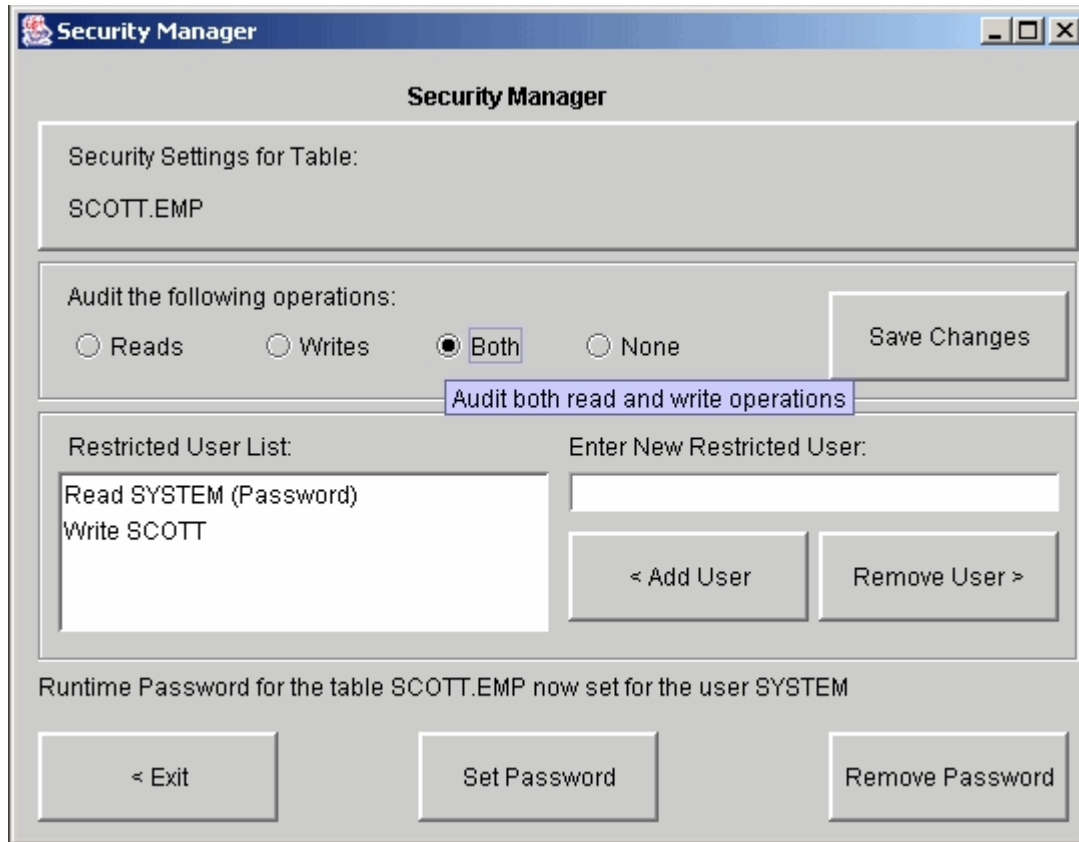 Security Manager
Security Manager
Security Settings for Table:
SCOTT.EMP
Audit the following operations:
Reads Writes Both None
Save Changes
Audit both read and write operations
Restricted User List:
Read SYSTEM (Password)
Write SCOTT
Enter New Restricted User:
< Add User
Remove User >
Runtime Password for the table SCOTT.EMP now set for the user SYSTEM
< Exit
Set Password
Remove Password